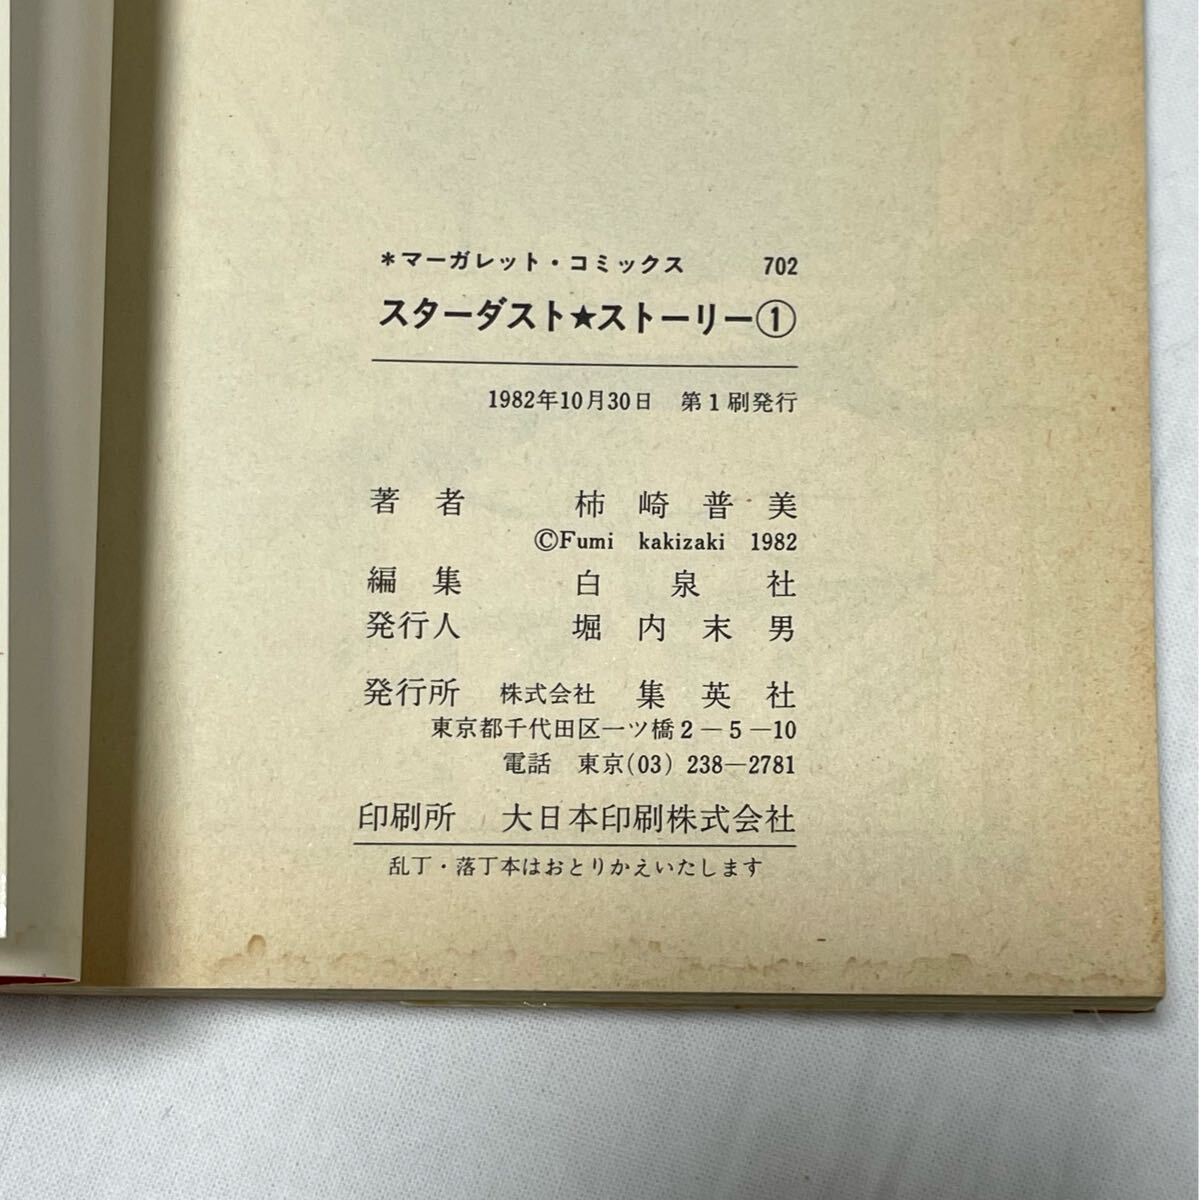 *マーガレット・コミックス 702
スターダスト★ストーリー①
1982年10月30日 第1刷発行
著者 柿崎普美
©Fumi kakizaki 1982
編集 白泉社
発行人 堀内末男
発行所 株式会社 集英社
東京都千代田区一ツ橋2-5-10
電話 東京(03) 238-2781
印刷所 大日本印刷株式会社
乱丁・落丁本はおとりかえいたします